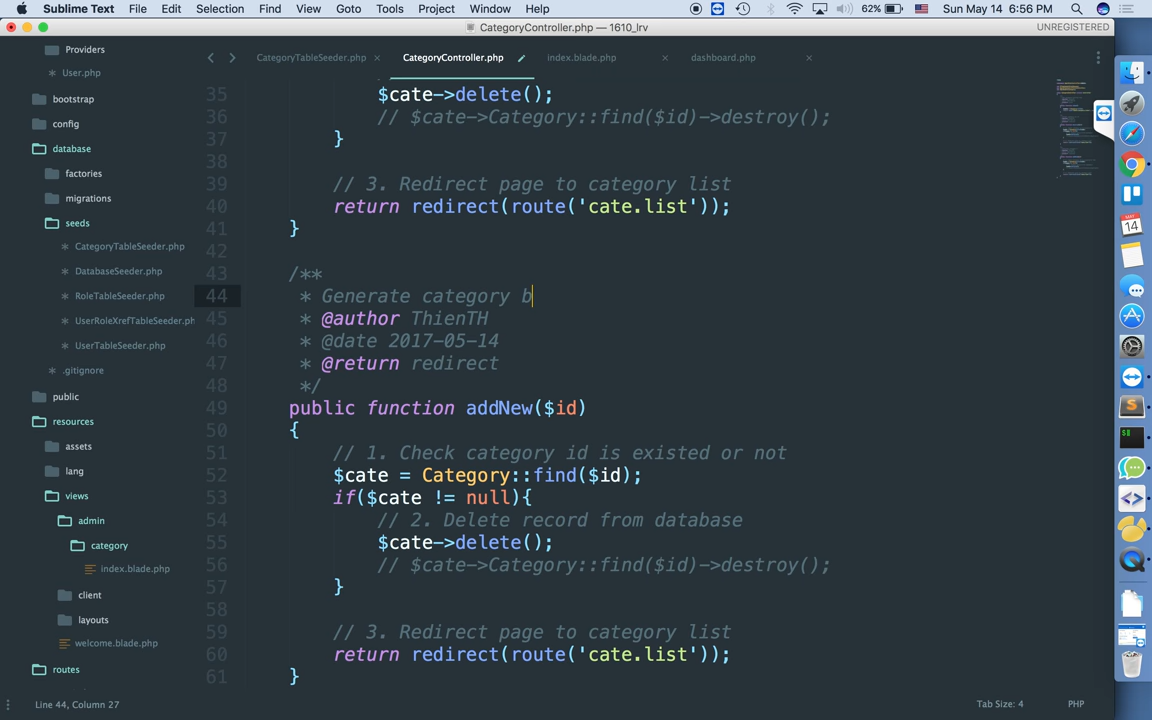 Sublime Text File Edit Selection Find View Goto Tools Project Window Help 62% Sun May 14 6:56 PM
CategoryController.php — 1610_lrv UNREGISTERED
CategoryTableSeeder.php × CategoryController.php index.blade.php × dashboard.php ×
Providers
User.php
bootstrap
config
database
factories
migrations
seeds
CategoryTableSeeder.php
DatabaseSeeder.php
RoleTableSeeder.php
UserRoleXrefTableSeeder.ph
UserTableSeeder.php
.gitignore
public
resources
assets
lang
views
admin
category
index.blade.php
client
layouts
welcome.blade.php
routes
35 $cate->delete();
36 // $cate->Category::find($id)->destroy();
37 }
38
39 // 3. Redirect page to category list
40 return redirect(route('cate.list'));
41 }
42
43 /**
44 * Generate category b
45 * @author ThienTH
46 * @date 2017-05-14
47 * @return redirect
48 */
49 public function addNew($id)
50 {
51 // 1. Check category id is existed or not
52 $cate = Category::find($id);
53 if($cate != null){
54 // 2. Delete record from database
55 $cate->delete();
56 // $cate->Category::find($id)->destroy();
57 }
58
59 // 3. Redirect page to category list
60 return redirect(route('cate.list'));
61 }
Line 44, Column 27 Tab Size: 4 PHP
MAY
14